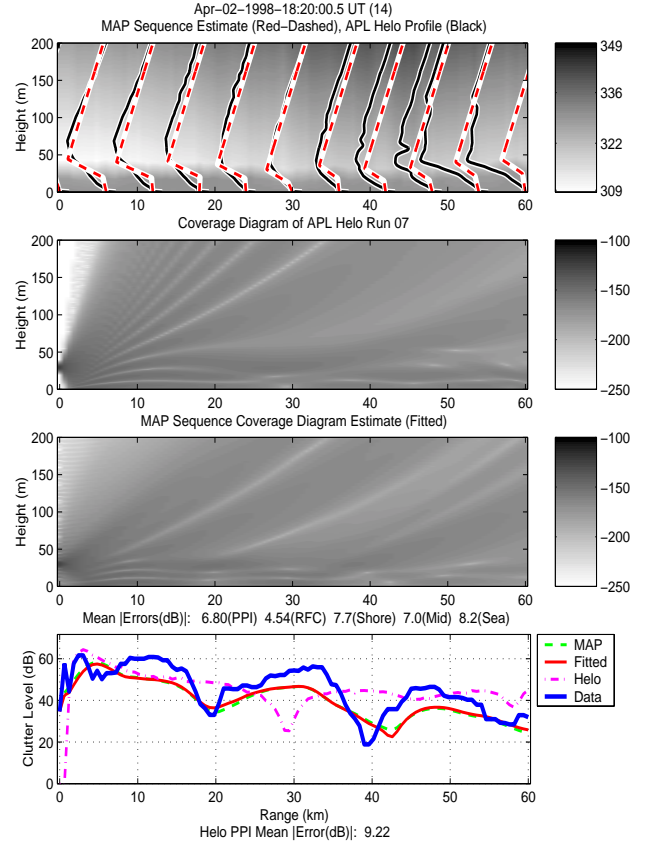 Apr-02-1998-18:20:00.5 UT (14)
MAP Sequence Estimate (Red-Dashed), APL Helo Profile (Black)
200
150
100
50
0
Height (m)
0 10 20 30 40 50 60
349
336
322
309
Coverage Diagram of APL Helo Run 07
200
150
100
50
0
Height (m)
0 10 20 30 40 50 60
-100
-150
-200
-250
MAP Sequence Coverage Diagram Estimate (Fitted)
200
150
100
50
0
Height (m)
0 10 20 30 40 50 60
-100
-150
-200
-250
Mean |Errors(dB)|: 6.80(PPI) 4.54(RFC) 7.7(Shore) 7.0(Mid) 8.2(Sea)
60
40
20
0
Clutter Level (dB)
0 10 20 30 40 50 60
Range (km)
MAP
Fitted
Helo
Data
Helo PPI Mean |Error(dB)|: 9.22